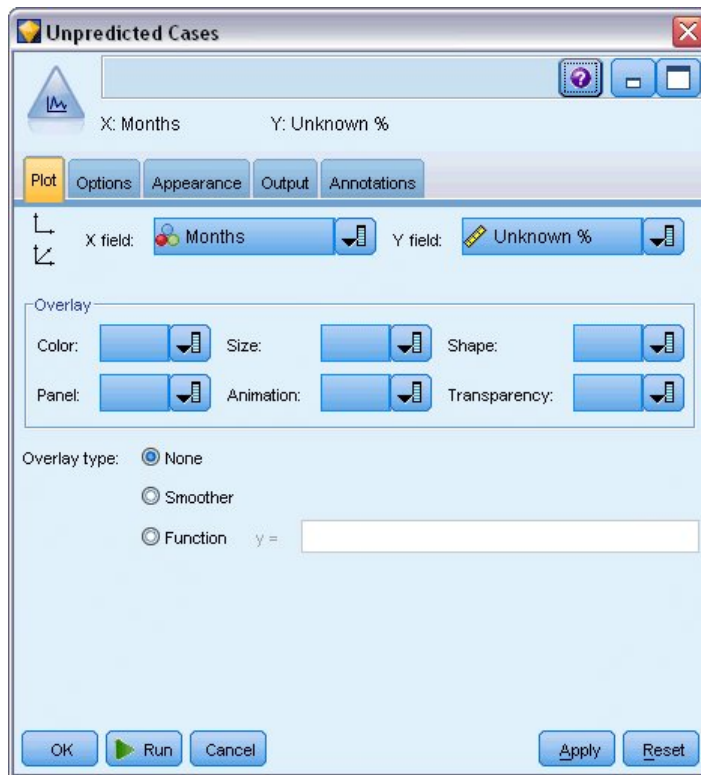 Unpredicted Cases
X: Months Y: Unknown %
Plot Options Appearance Output Annotations
X field: Months Y field: Unknown %
Overlay
Color: Size: Shape:
Panel: Animation: Transparency:
Overlay type: None
Smoother
Function y =
OK Run Cancel Apply Reset